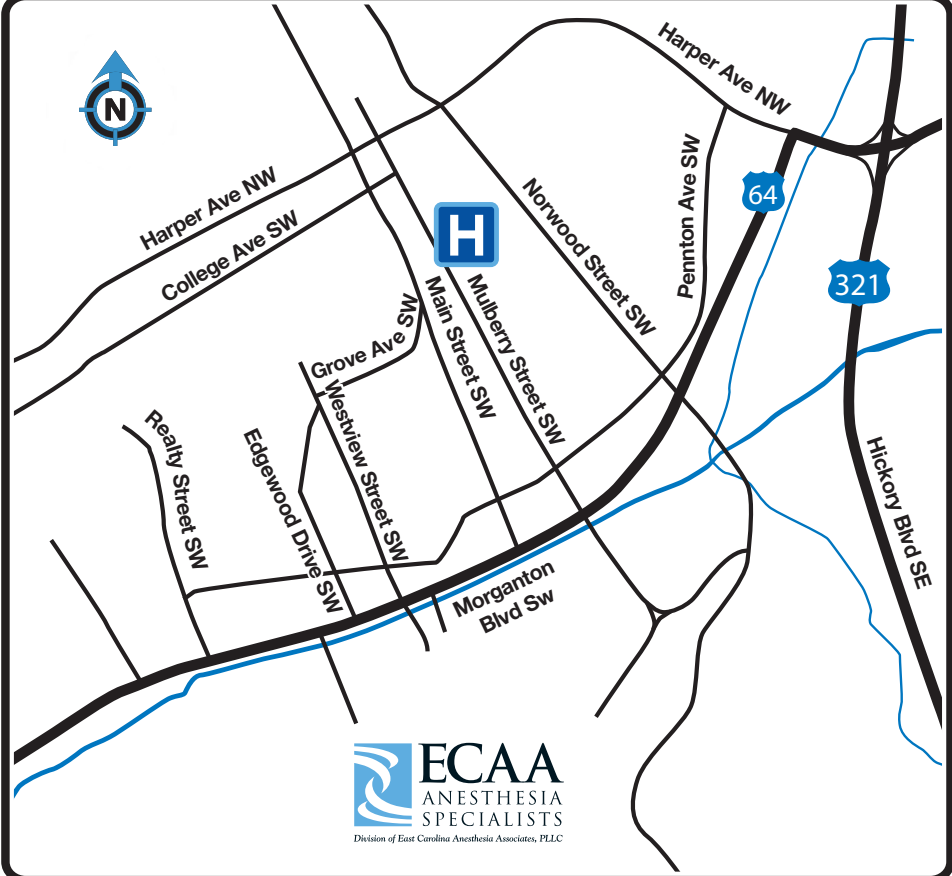 N
Harper Ave NW
64
Harper Ave NW
College Ave SW
Pennton Ave SW
Norwood Street SW
H
321
Main Street SW
Mulberry Street SW
Grove Ave SW
Westview Street SW
Realty Street SW
Edgewood Drive SW
Hickory Blvd SE
Morganton
Blvd Sw
ECAA
ANESTHESIA
SPECIALISTS
Division of East Carolina Anesthesia Associates, PLLC